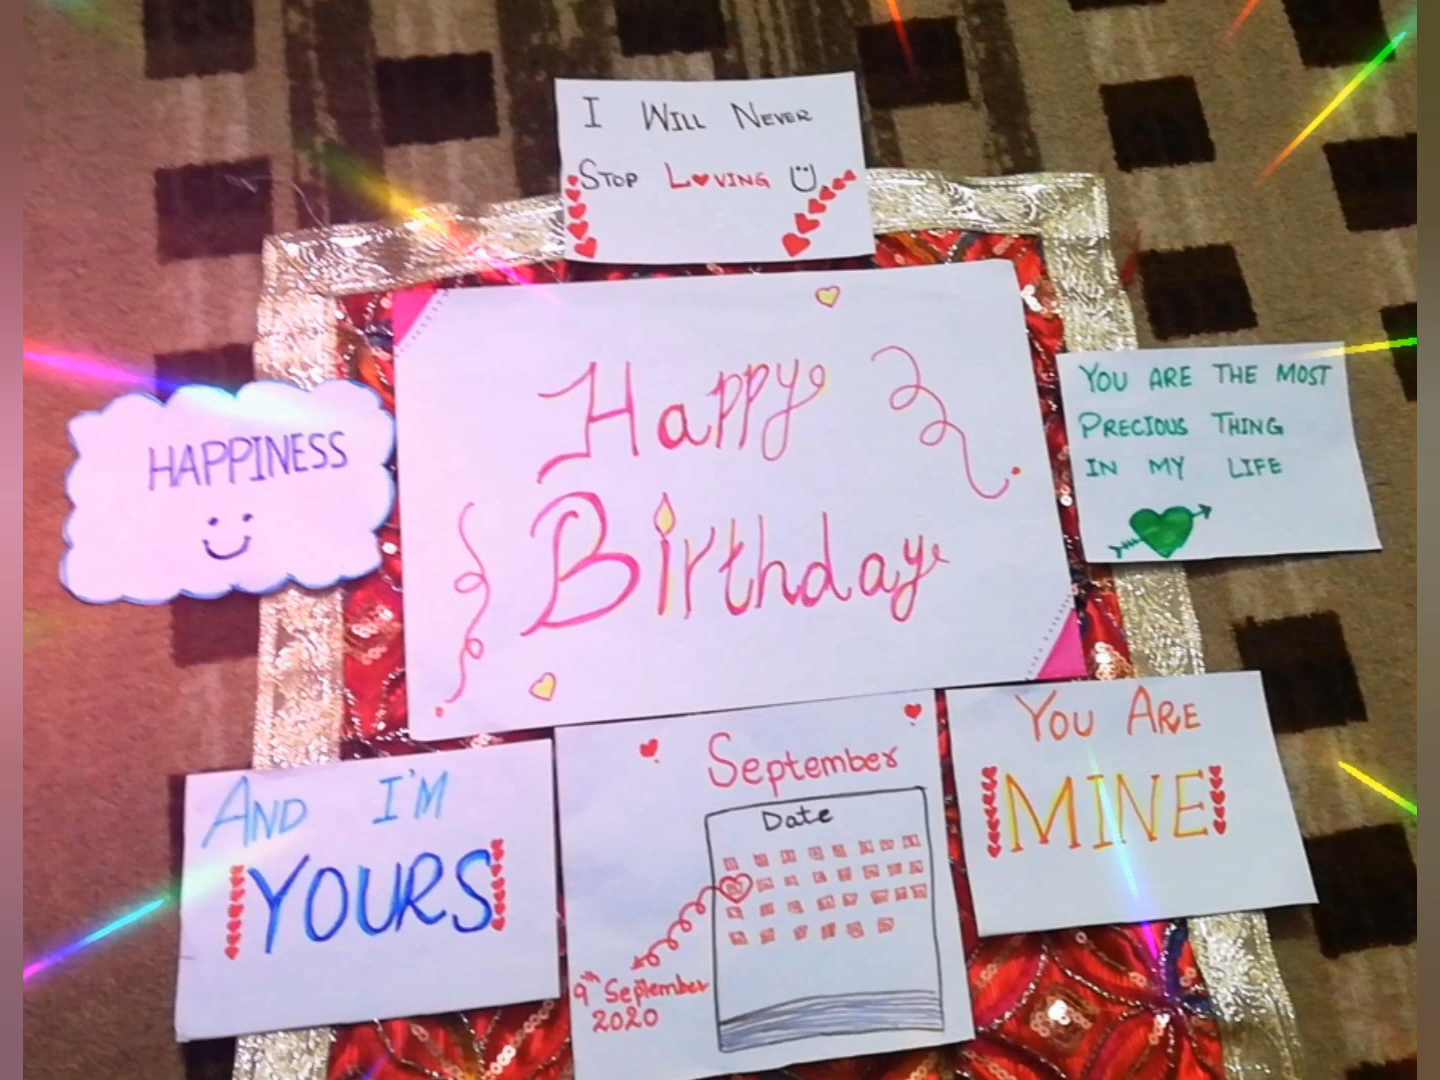 I WILL NEVER
STOP LOVING U
HAPPINESS
Happy
Birthday
YOU ARE THE MOST
PRECIOUS THING
IN MY LIFE
AND I'M
YOURS
September
Date
9th September
2020
YOU ARE
MINE